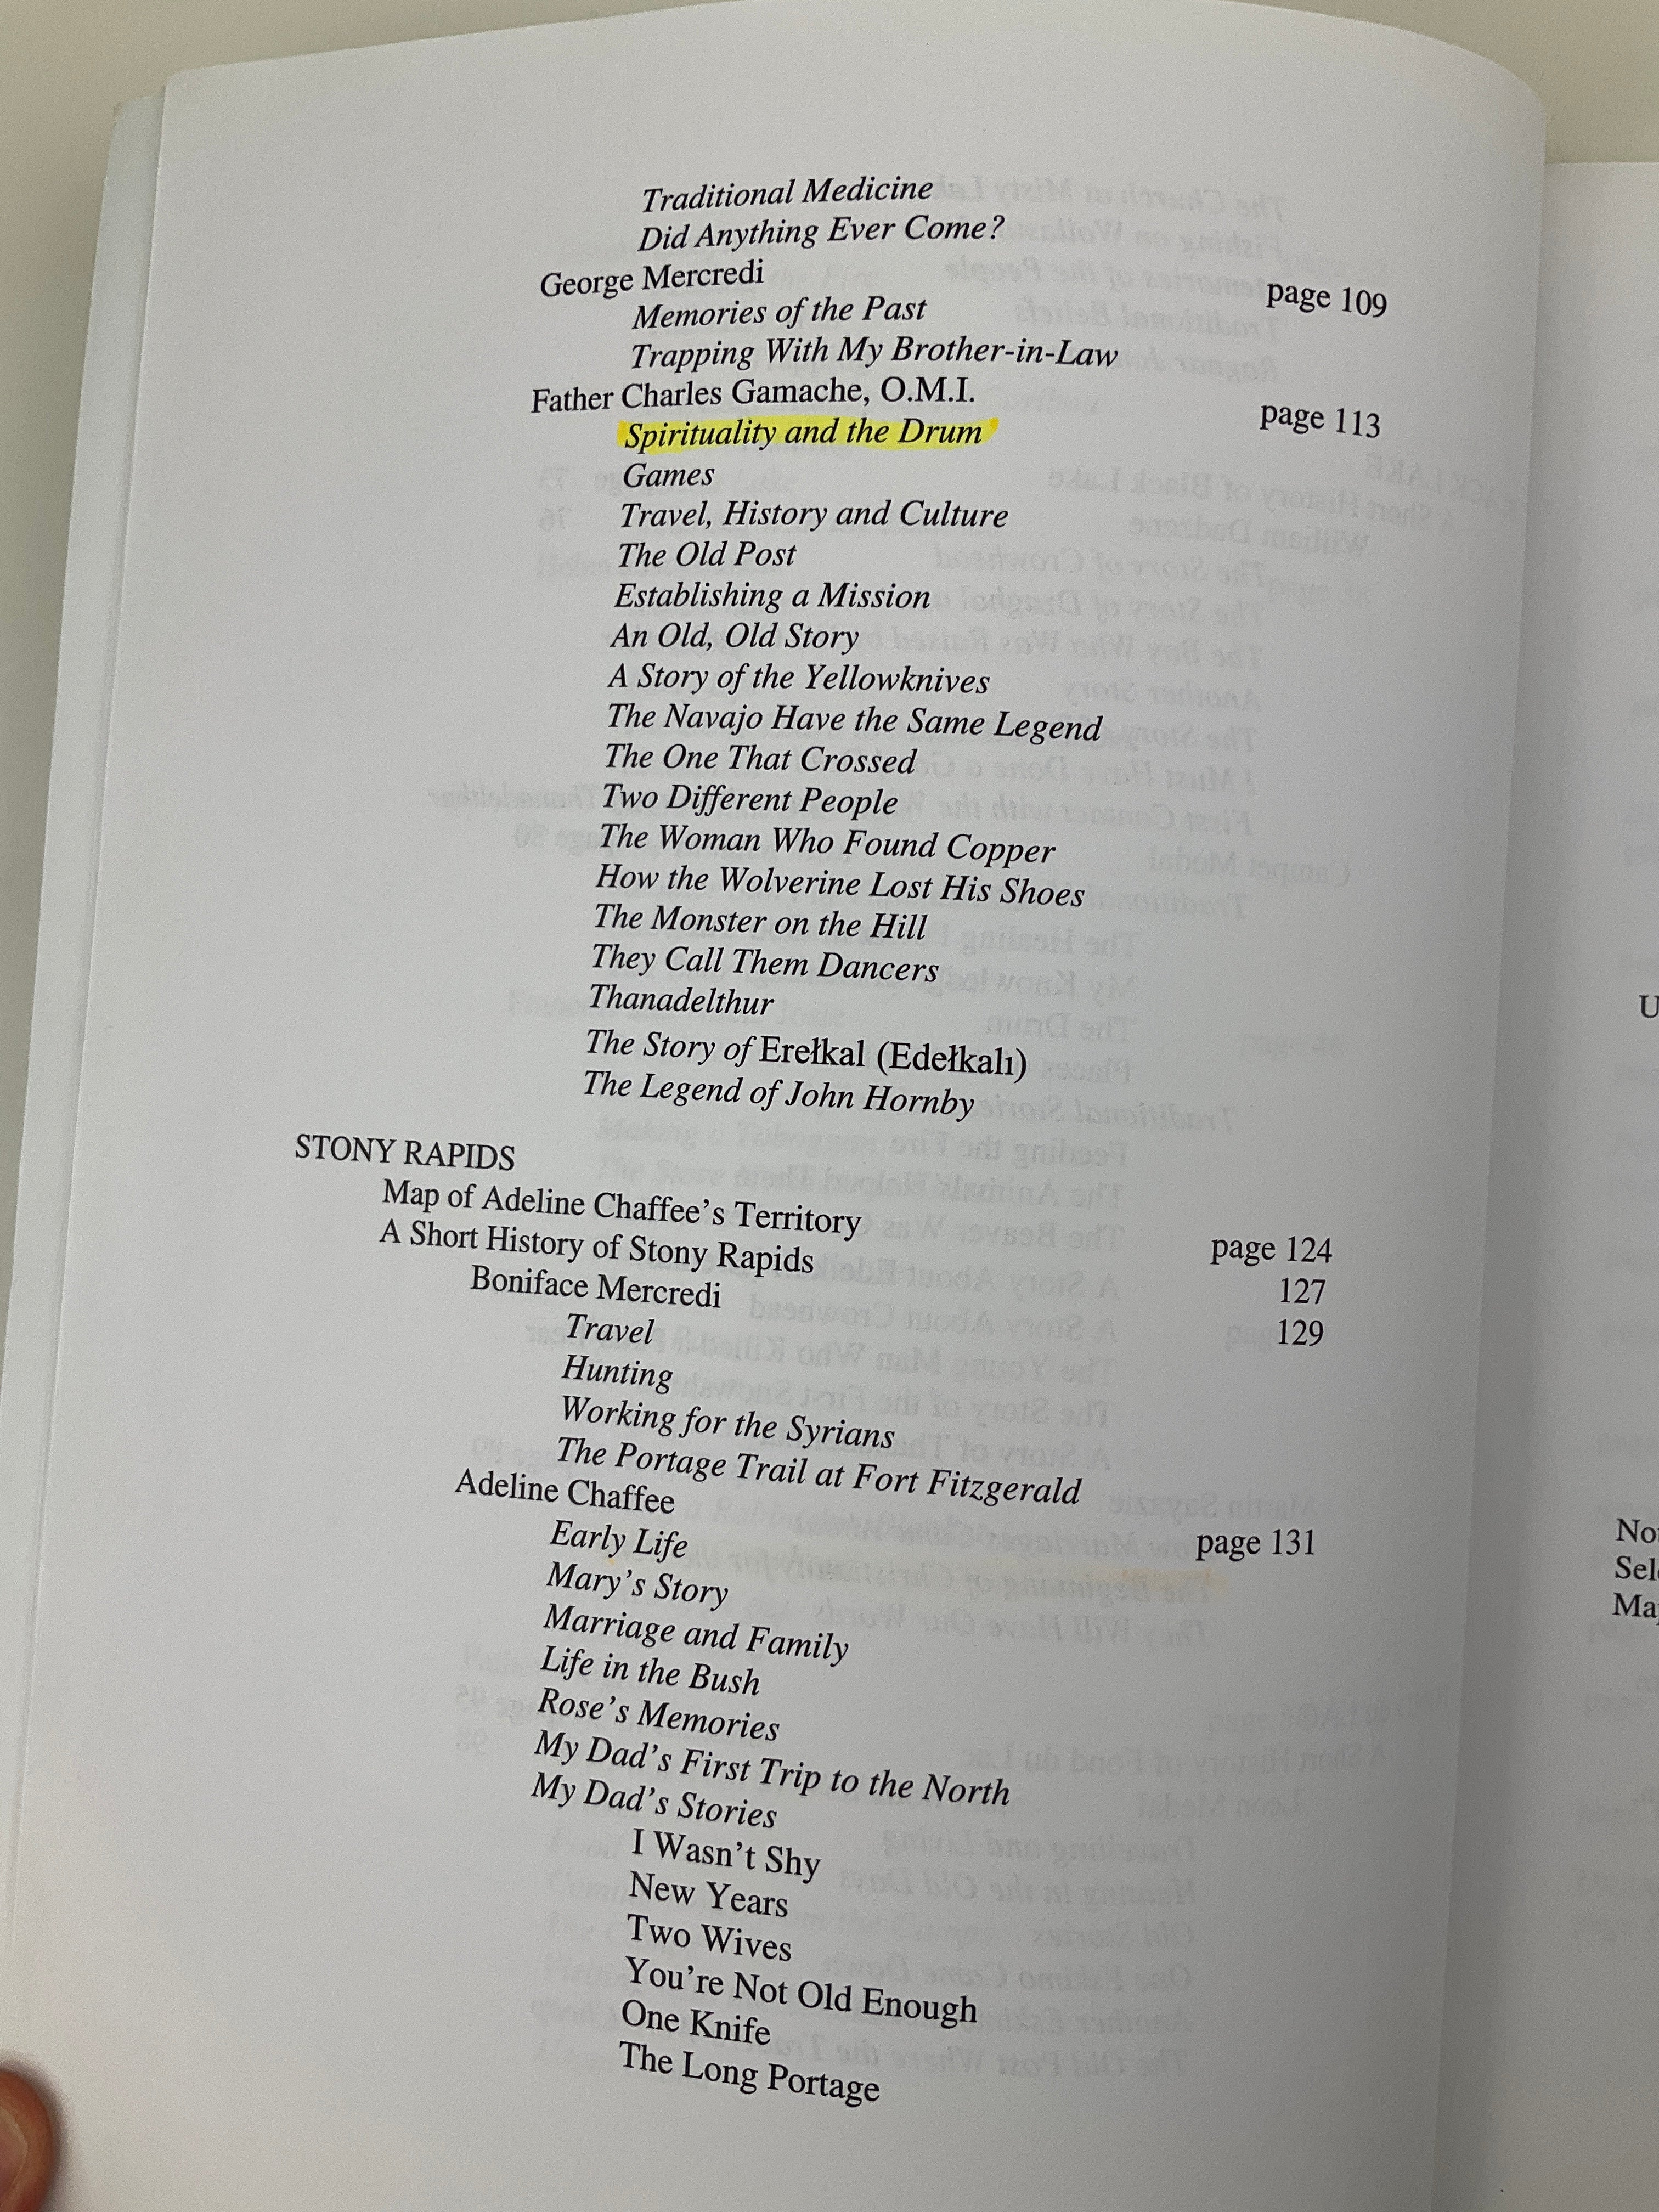 Traditional Medicine
Did Anything Ever Come?
George Mercredi page 109
Memories of the Past
Trapping With My Brother-in-Law
Father Charles Gamache, O.M.I. page 113
Spirituality and the Drum
Games
Travel, History and Culture
The Old Post
Establishing a Mission
An Old, Old Story
A Story of the Yellowknives
The Navajo Have the Same Legend
The One That Crossed
Two Different People
The Woman Who Found Copper
How the Wolverine Lost His Shoes
The Monster on the Hill
They Call Them Dancers
Thanadelthur
The Story of Erełkal (Edełkalı)
The Legend of John Hornby
STONY RAPIDS
Map of Adeline Chaffee's Territory page 124
A Short History of Stony Rapids 127
Boniface Mercredi 129
Travel
Hunting
Working for the Syrians
The Portage Trail at Fort Fitzgerald
Adeline Chaffee page 131
Early Life
Mary's Story
Marriage and Family
Life in the Bush
Rose's Memories
My Dad's First Trip to the North
My Dad's Stories
I Wasn't Shy
New Years
Two Wives
You're Not Old Enough
One Knife
The Long Portage